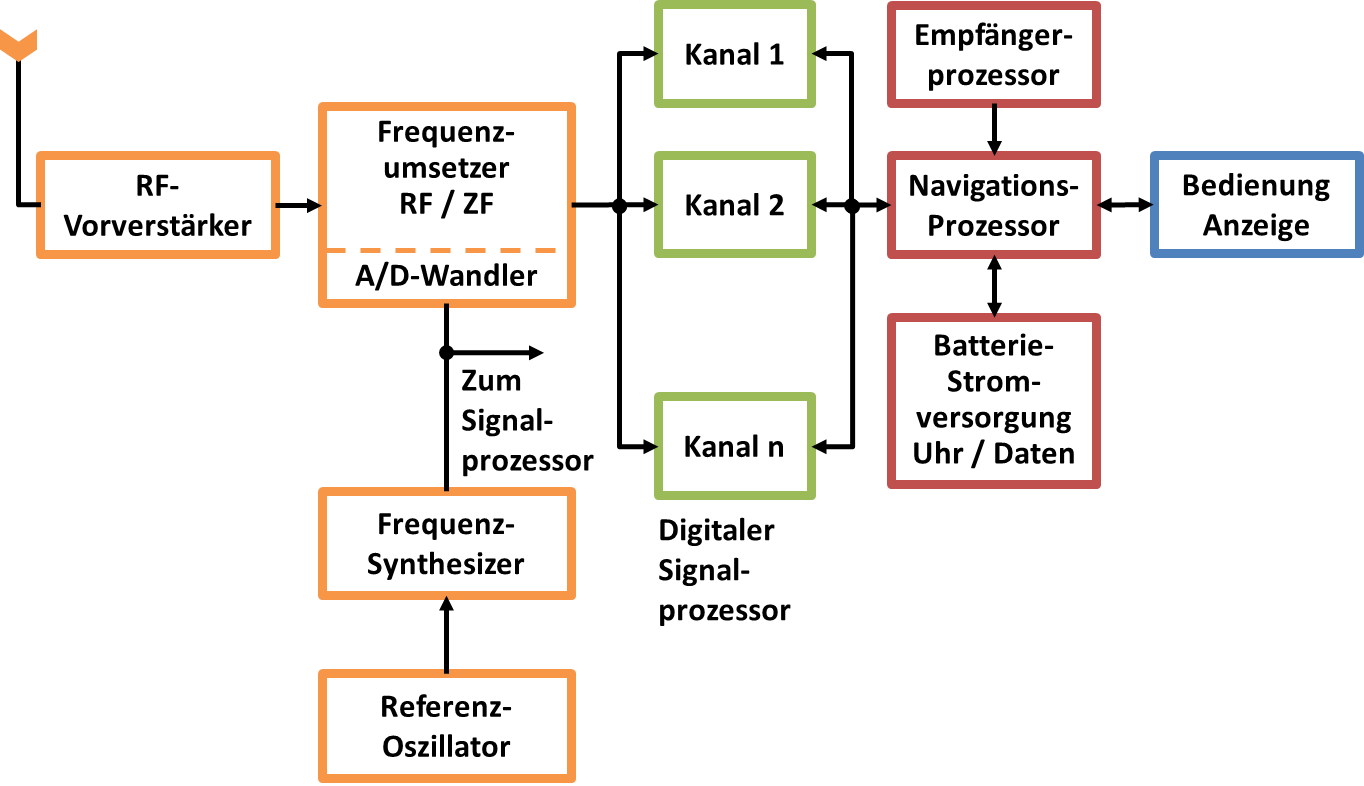 RF-
Vorverstärker
Frequenz-
umsetzer
RF / ZF
A/D-Wandler
Zum
Signal-
prozessor
Frequenz-
Synthesizer
Referenz-
Oszillator
Kanal 1
Kanal 2
Kanal n
Digitaler
Signal-
prozessor
Empfänger-
prozessor
Navigations-
Prozessor
Batterie-
Strom-
versorgung
Uhr / Daten
Bedienung
Anzeige